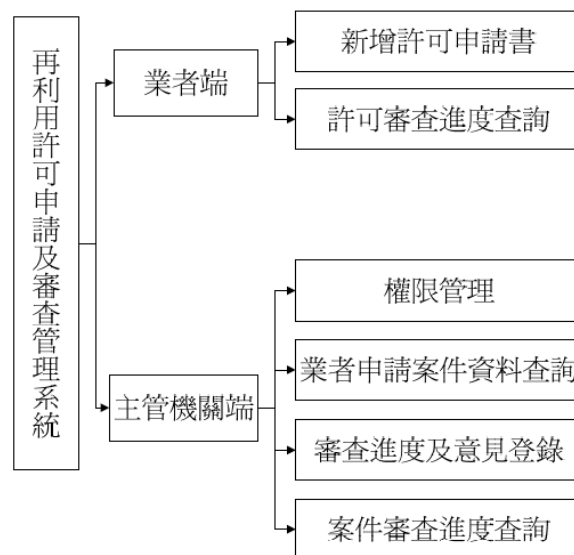 再利用許可申請及審查管理系統
業者端
新增許可申請書
許可審查進度查詢
主管機關端
權限管理
業者申請案件資料查詢
審查進度及意見登錄
案件審查進度查詢